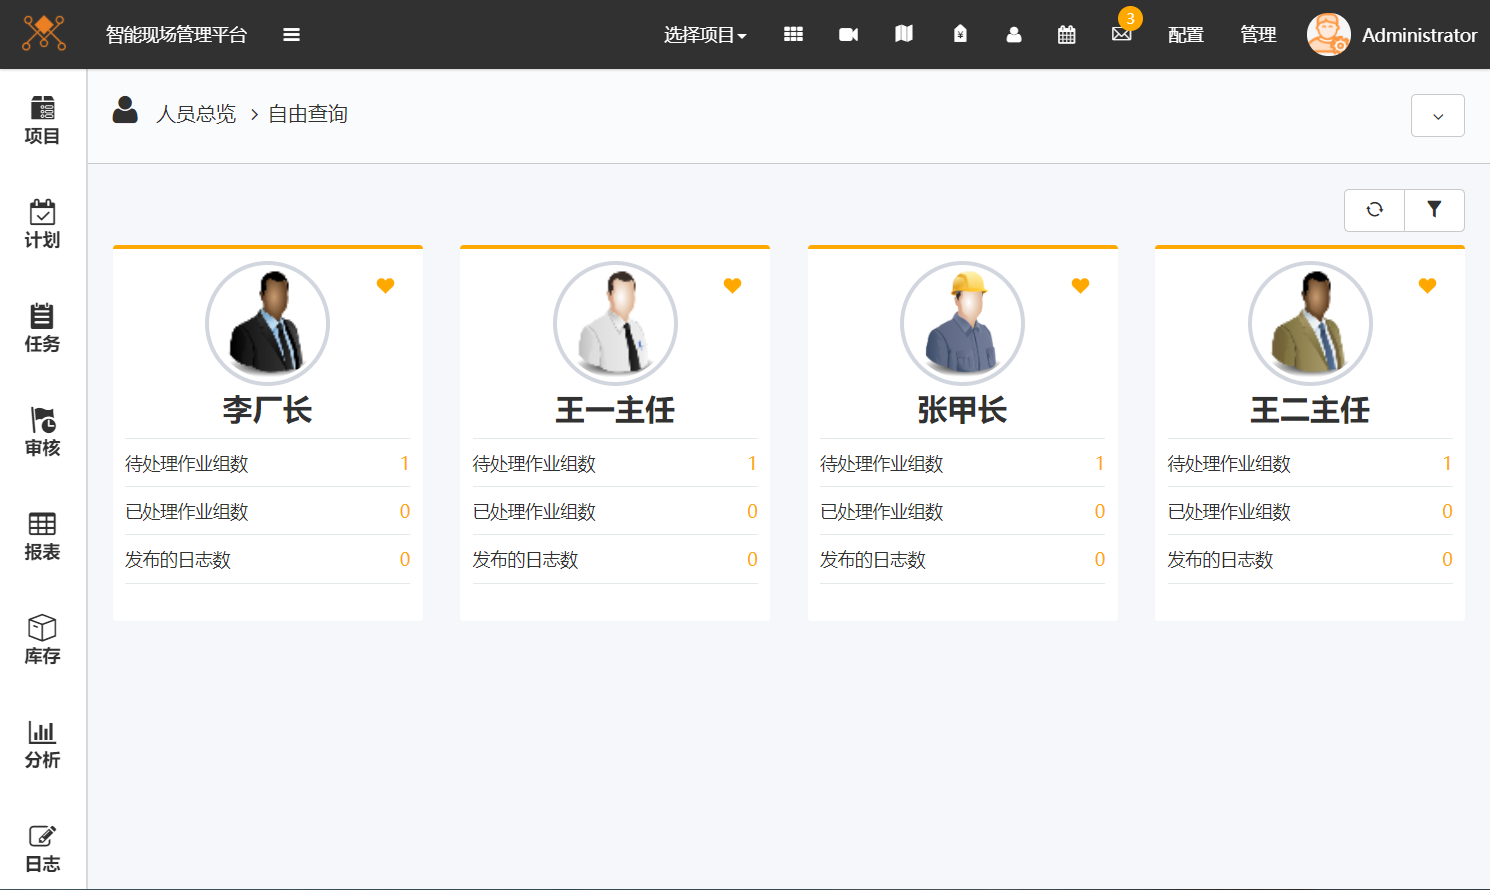 智能现场管理平台
选择项目
3
配置
管理
Administrator
项目
计划
任务
审核
报表
库存
分析
日志
人员总览 > 自由查询
李厂长
待处理作业组数 1
已处理作业组数 0
发布的日志数 0
王一主任
待处理作业组数 1
已处理作业组数 0
发布的日志数 0
张甲长
待处理作业组数 1
已处理作业组数 0
发布的日志数 0
王二主任
待处理作业组数 1
已处理作业组数 0
发布的日志数 0